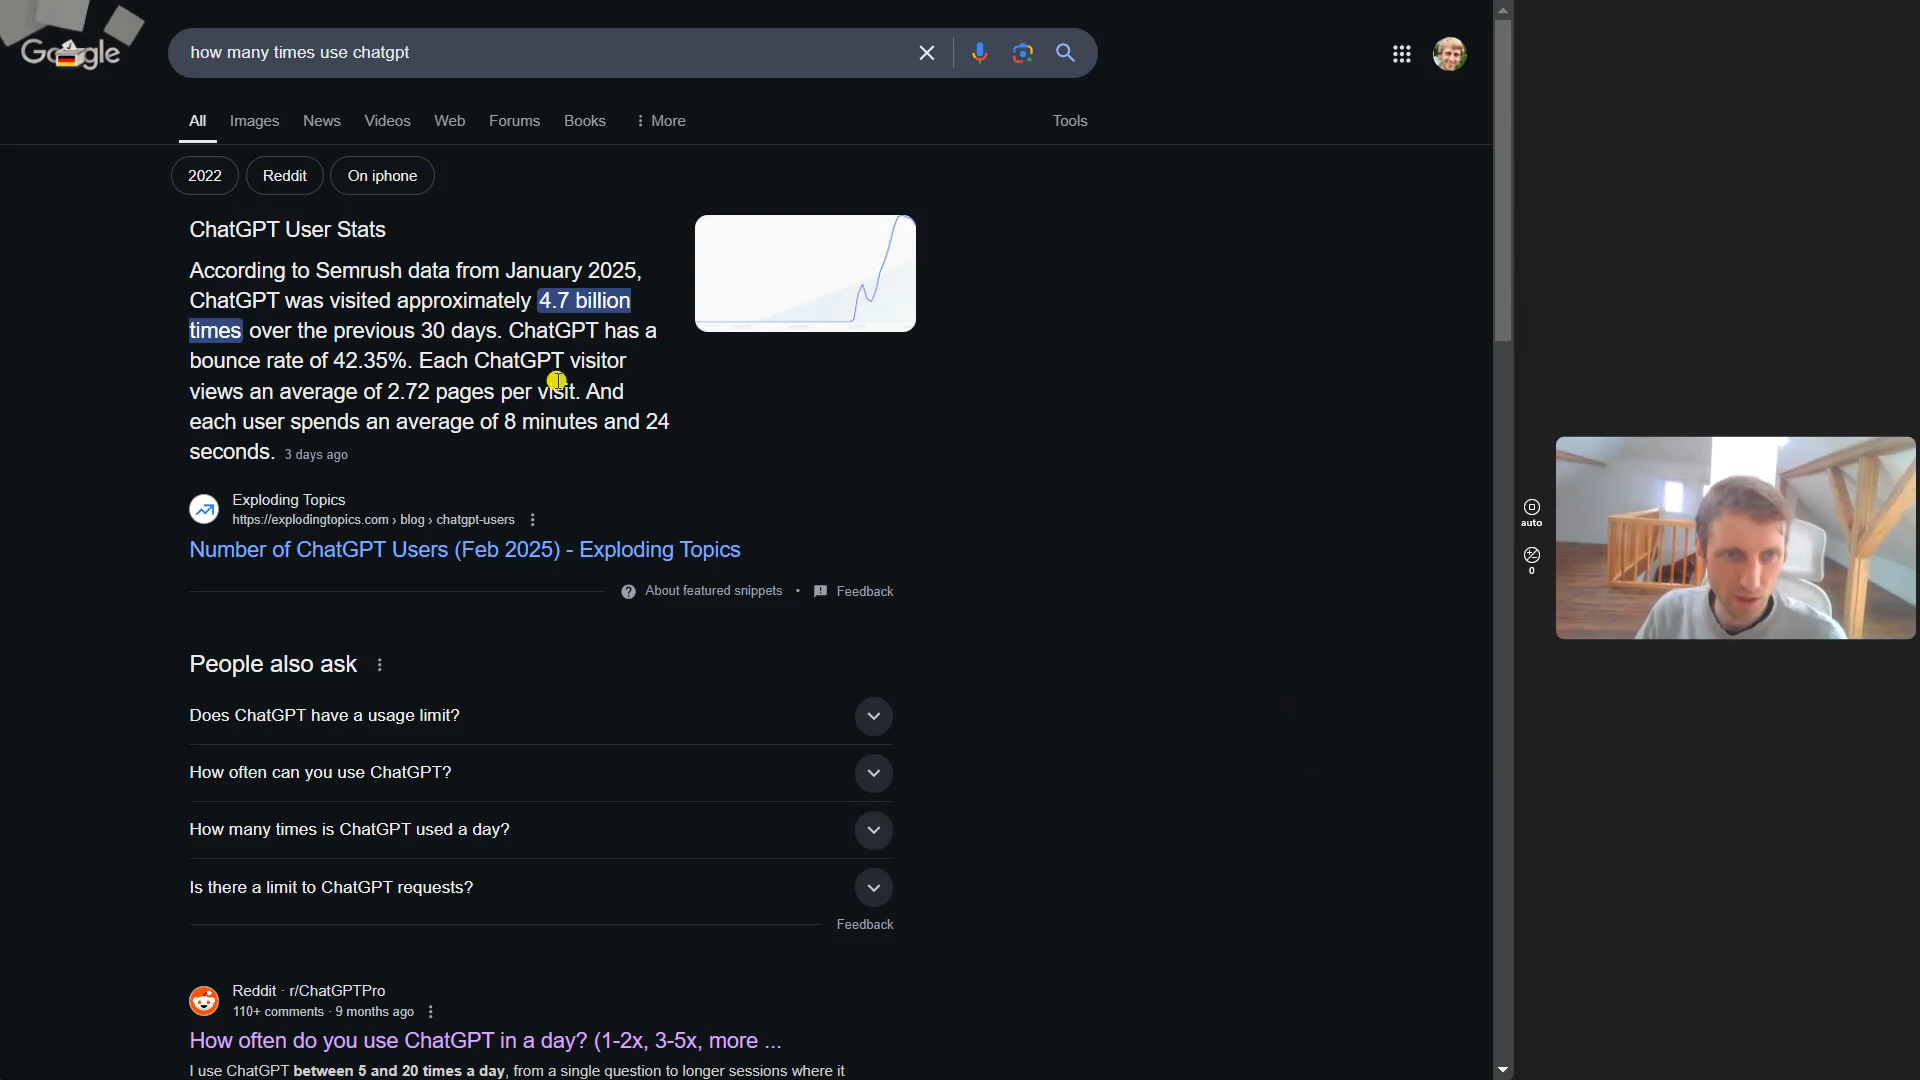 Google
how many times use chatgpt
All Images News Videos Web Forums Books More Tools
2022 Reddit On iphone
ChatGPT User Stats
According to Semrush data from January 2025,
ChatGPT was visited approximately 4.7 billion
times over the previous 30 days. ChatGPT has a
bounce rate of 42.35%. Each ChatGPT visitor
views an average of 2.72 pages per visit. And
each user spends an average of 8 minutes and 24
seconds. 3 days ago
Exploding Topics
https://explodingtopics.com › blog › chatgpt-users
Number of ChatGPT Users (Feb 2025) - Exploding Topics
About featured snippets • Feedback
People also ask
Does ChatGPT have a usage limit?
How often can you use ChatGPT?
How many times is ChatGPT used a day?
Is there a limit to ChatGPT requests?
Feedback
Reddit · r/ChatGPTPro
110+ comments · 9 months ago
How often do you use ChatGPT in a day? (1-2x, 3-5x, more ...
I use ChatGPT between 5 and 20 times a day, from a single question to longer sessions where it
auto
0